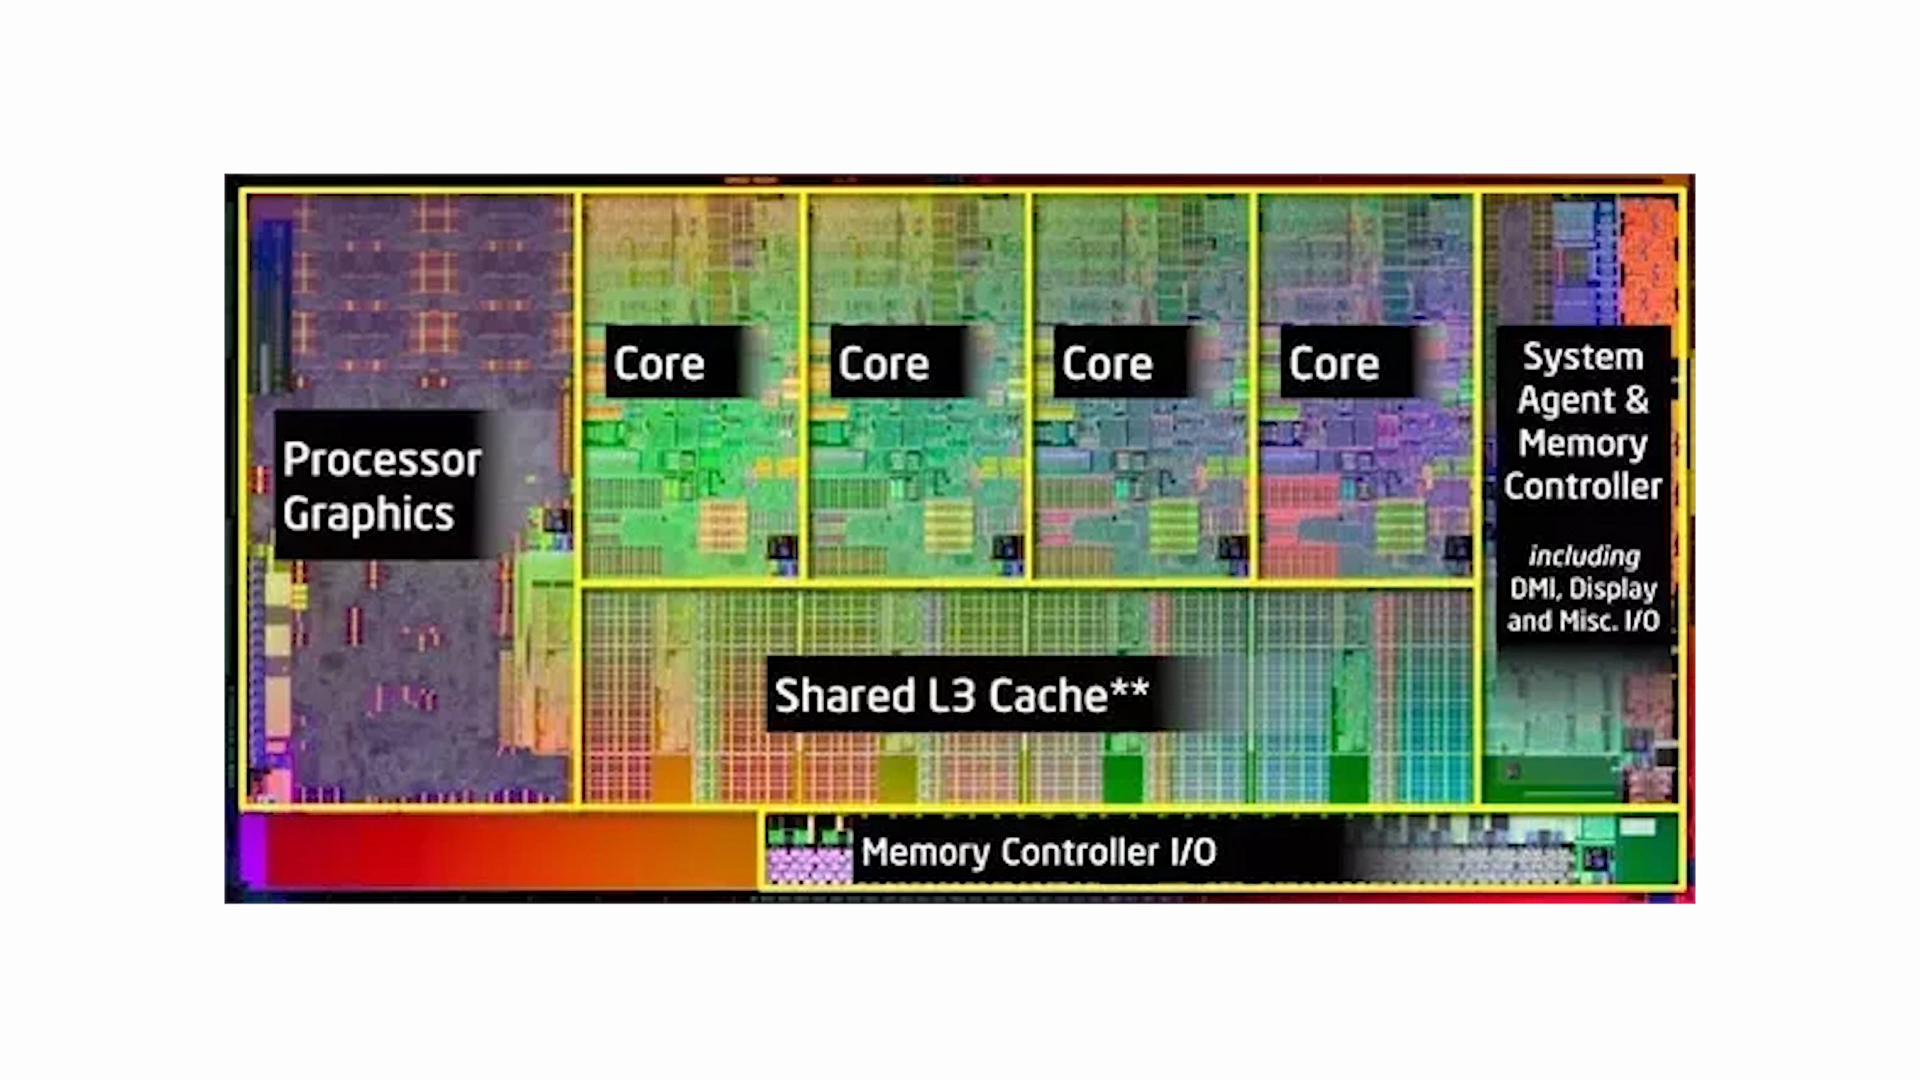 Processor
Graphics
Core
Core
Core
Core
System
Agent &
Memory
Controller
including
DMI, Display
and Misc. I/O
Shared L3 Cache**
Memory Controller I/O